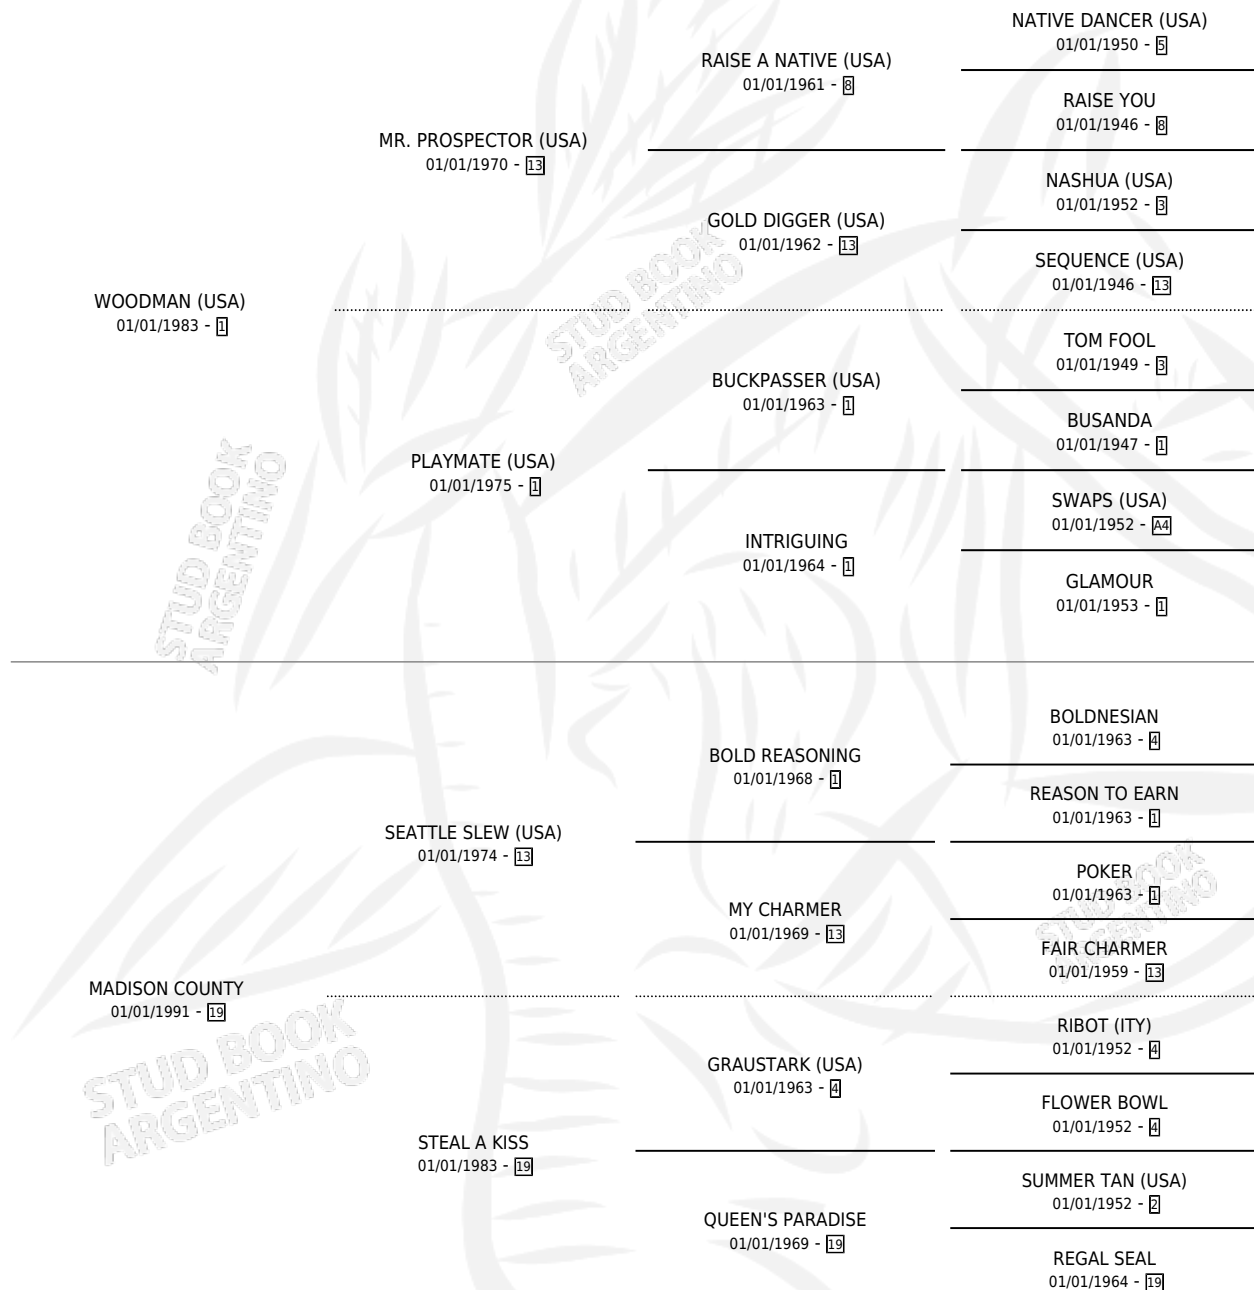 NATIVE DANCER (USA)
01/01/1950 - 5
RAISE A NATIVE (USA)
01/01/1961 - 8
RAISE YOU
01/01/1946 - 8
MR. PROSPECTOR (USA)
01/01/1970 - 13
NASHUA (USA)
01/01/1952 - 3
GOLD DIGGER (USA)
01/01/1962 - 13
SEQUENCE (USA)
01/01/1946 - 13
WOODMAN (USA)
01/01/1983 - 1
STUD BOOK
ARGENTINO
TOM FOOL
01/01/1949 - 3
BUCKPASSER (USA)
01/01/1963 - 1
BUSANDA
01/01/1947 - 1
PLAYMATE (USA)
01/01/1975 - 1
SWAPS (USA)
01/01/1952 - A4
INTRIGUING
01/01/1964 - 1
GLAMOUR
01/01/1953 - 1
STUD BOOK
ARGENTINO
BOLDNESIAN
01/01/1963 - 4
BOLD REASONING
01/01/1968 - 1
REASON TO EARN
01/01/1963 - 1
SEATTLE SLEW (USA)
01/01/1974 - 13
POKER
01/01/1963 - 1
MY CHARMER
01/01/1969 - 13
STUD BOOK
ARGENTINO
FAIR CHARMER
01/01/1959 - 13
MADISON COUNTY
01/01/1991 - 19
STUD BOOK
ARGENTINO
RIBOT (ITY)
01/01/1952 - 4
GRAUSTARK (USA)
01/01/1963 - 4
FLOWER BOWL
01/01/1952 - 4
STEAL A KISS
01/01/1983 - 19
SUMMER TAN (USA)
01/01/1952 - 2
QUEEN'S PARADISE
01/01/1969 - 19
REGAL SEAL
01/01/1964 - 19